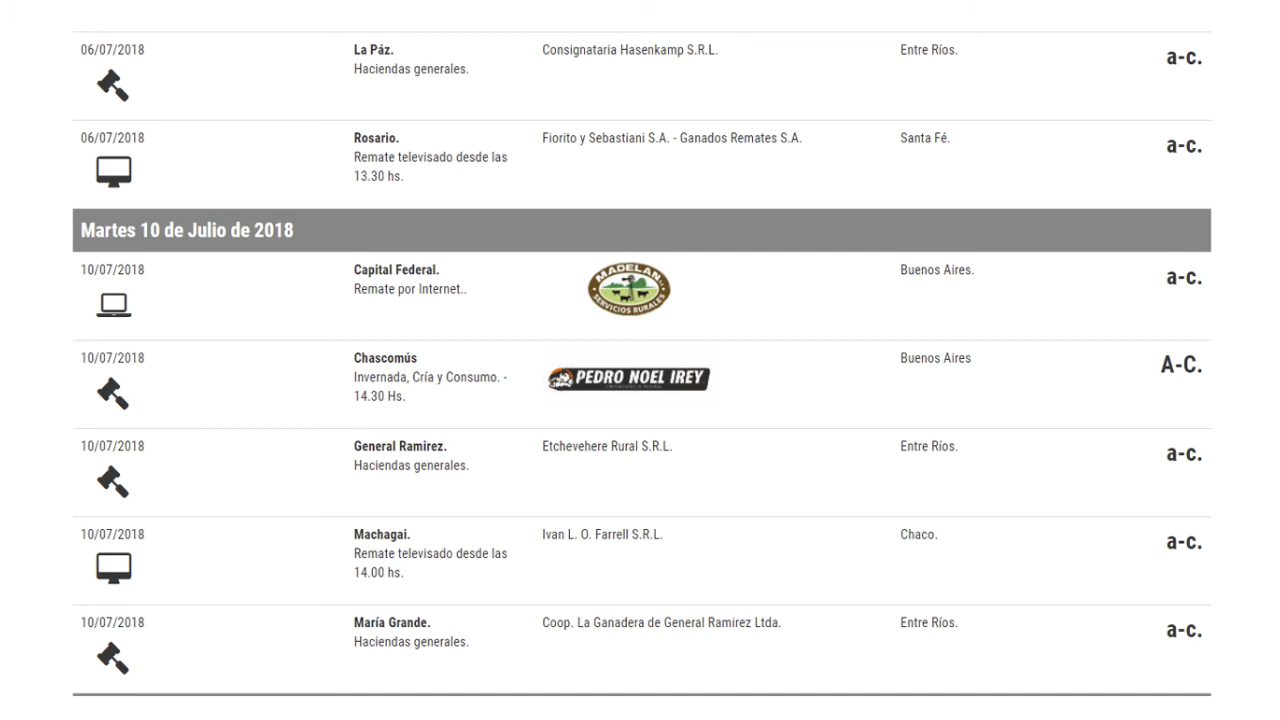 06/07/2018
La Páz.
Haciendas generales.
Consignataria Hasenkamp S.R.L.
Entre Ríos.
a-c.
06/07/2018
Rosario.
Remate televisado desde las
13.30 hs.
Fiorito y Sebastiani S.A. - Ganados Remates S.A.
Santa Fé.
a-c.
Martes 10 de Julio de 2018
10/07/2018
Capital Federal.
Remate por Internet..
MADELAN
SERVICIOS RURALES
Buenos Aires.
a-c.
10/07/2018
Chascomús
Invernada, Cría y Consumo. -
14.30 Hs.
PEDRO NOEL IREY
Buenos Aires
A-C.
10/07/2018
General Ramirez.
Haciendas generales.
Etchevehere Rural S.R.L.
Entre Ríos.
a-c.
10/07/2018
Machagai.
Remate televisado desde las
14.00 hs.
Ivan L. O. Farrell S.R.L.
Chaco.
a-c.
10/07/2018
María Grande.
Haciendas generales.
Coop. La Ganadera de General Ramirez Ltda.
Entre Ríos.
a-c.